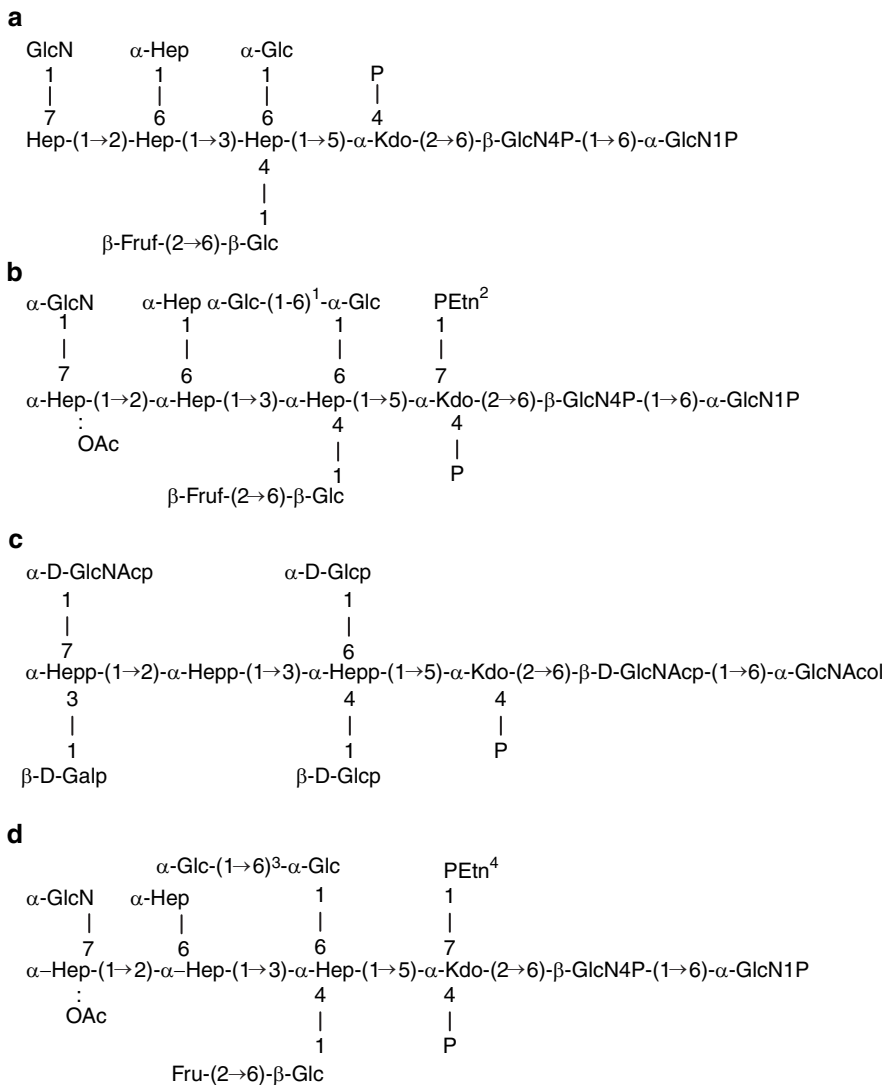 a
GlcN α-Hep α-Glc
1 1 1 P
| | | |
7 6 6 4
Hep-(1→2)-Hep-(1→3)-Hep-(1→5)-α-Kdo-(2→6)-β-GlcN4P-(1→6)-α-GlcN1P
4
|
1
β-Fruf-(2→6)-β-Glc
b
α-GlcN α-Hep α-Glc-(1-6)¹-α-Glc PEtn²
1 1 1 1
| | | |
7 6 6 7
α-Hep-(1→2)-α-Hep-(1→3)-α-Hep-(1→5)-α-Kdo-(2→6)-β-GlcN4P-(1→6)-α-GlcN1P
: 4 4
OAc | |
1 P
β-Fruf-(2→6)-β-Glc
c
α-D-GlcNAcp α-D-Glcp
1 1
| |
7 6
α-Hepp-(1→2)-α-Hepp-(1→3)-α-Hepp-(1→5)-α-Kdo-(2→6)-β-D-GlcNAcp-(1→6)-α-GlcNAcol
3 4 4
| | |
1 1 P
β-D-Galp β-D-Glcp
d
α-Glc-(1→6)³-α-Glc PEtn⁴
α-GlcN α-Hep 1 1
| | | |
7 6 6 7
α–Hep-(1→2)-α–Hep-(1→3)-α-Hep-(1→5)-α-Kdo-(2→6)-β-GlcN4P-(1→6)-α-GlcN1P
: 4 4
OAc | |
1 P
Fru-(2→6)-β-Glc